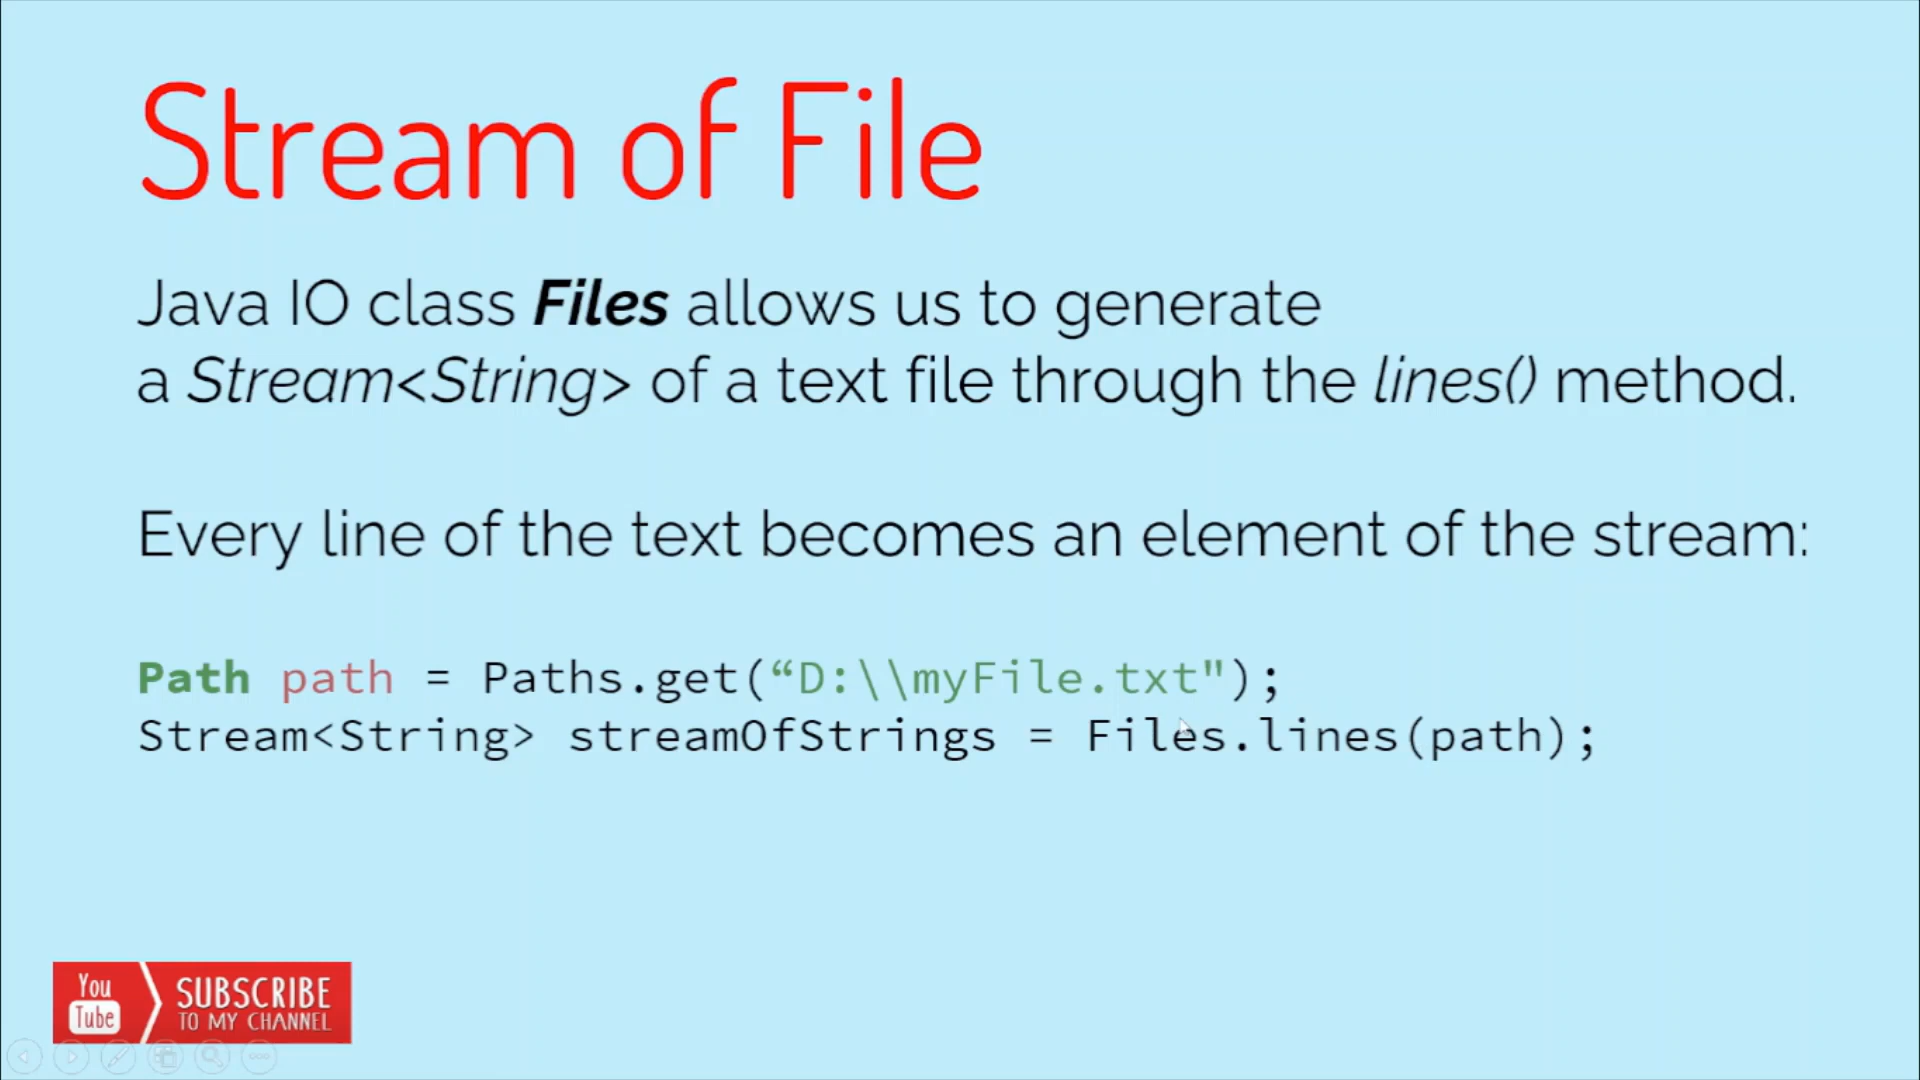 Stream of File
Java IO class Files allows us to generate
a Stream<String> of a text file through the lines() method.
Every line of the text becomes an element of the stream:
Path path = Paths.get(“D:\\myFile.txt");
Stream<String> streamOfStrings = Files.lines(path);
You
Tube
SUBSCRIBE
TO MY CHANNEL